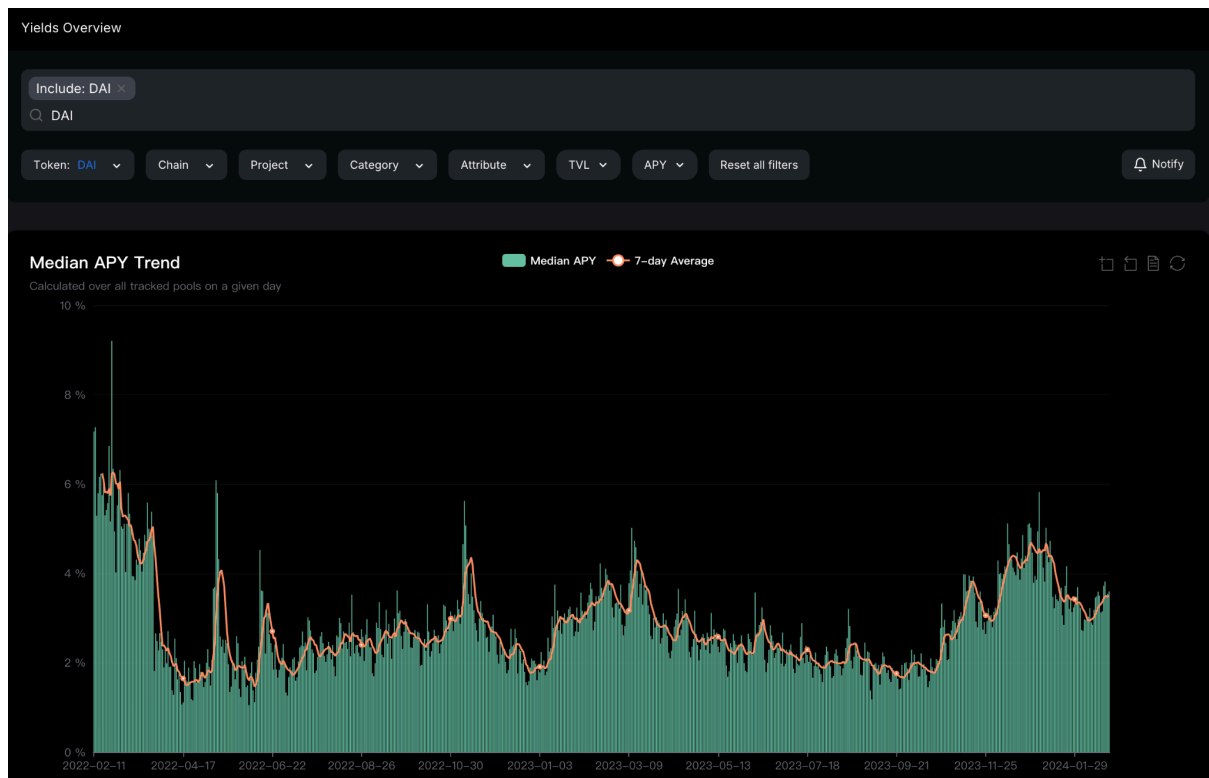 Yields Overview
Include: DAI ×
DAI
Token: DAI Chain Project Category Attribute TVL APY Reset all filters Notify
Median APY Trend
Median APY 7-day Average
Calculated over all tracked pools on a given day
10 %
8 %
6 %
4 %
2 %
0 %
2022-02-11 2022-04-17 2022-06-22 2022-08-26 2022-10-30 2023-01-03 2023-03-09 2023-05-13 2023-07-18 2023-09-21 2023-11-25 2024-01-29